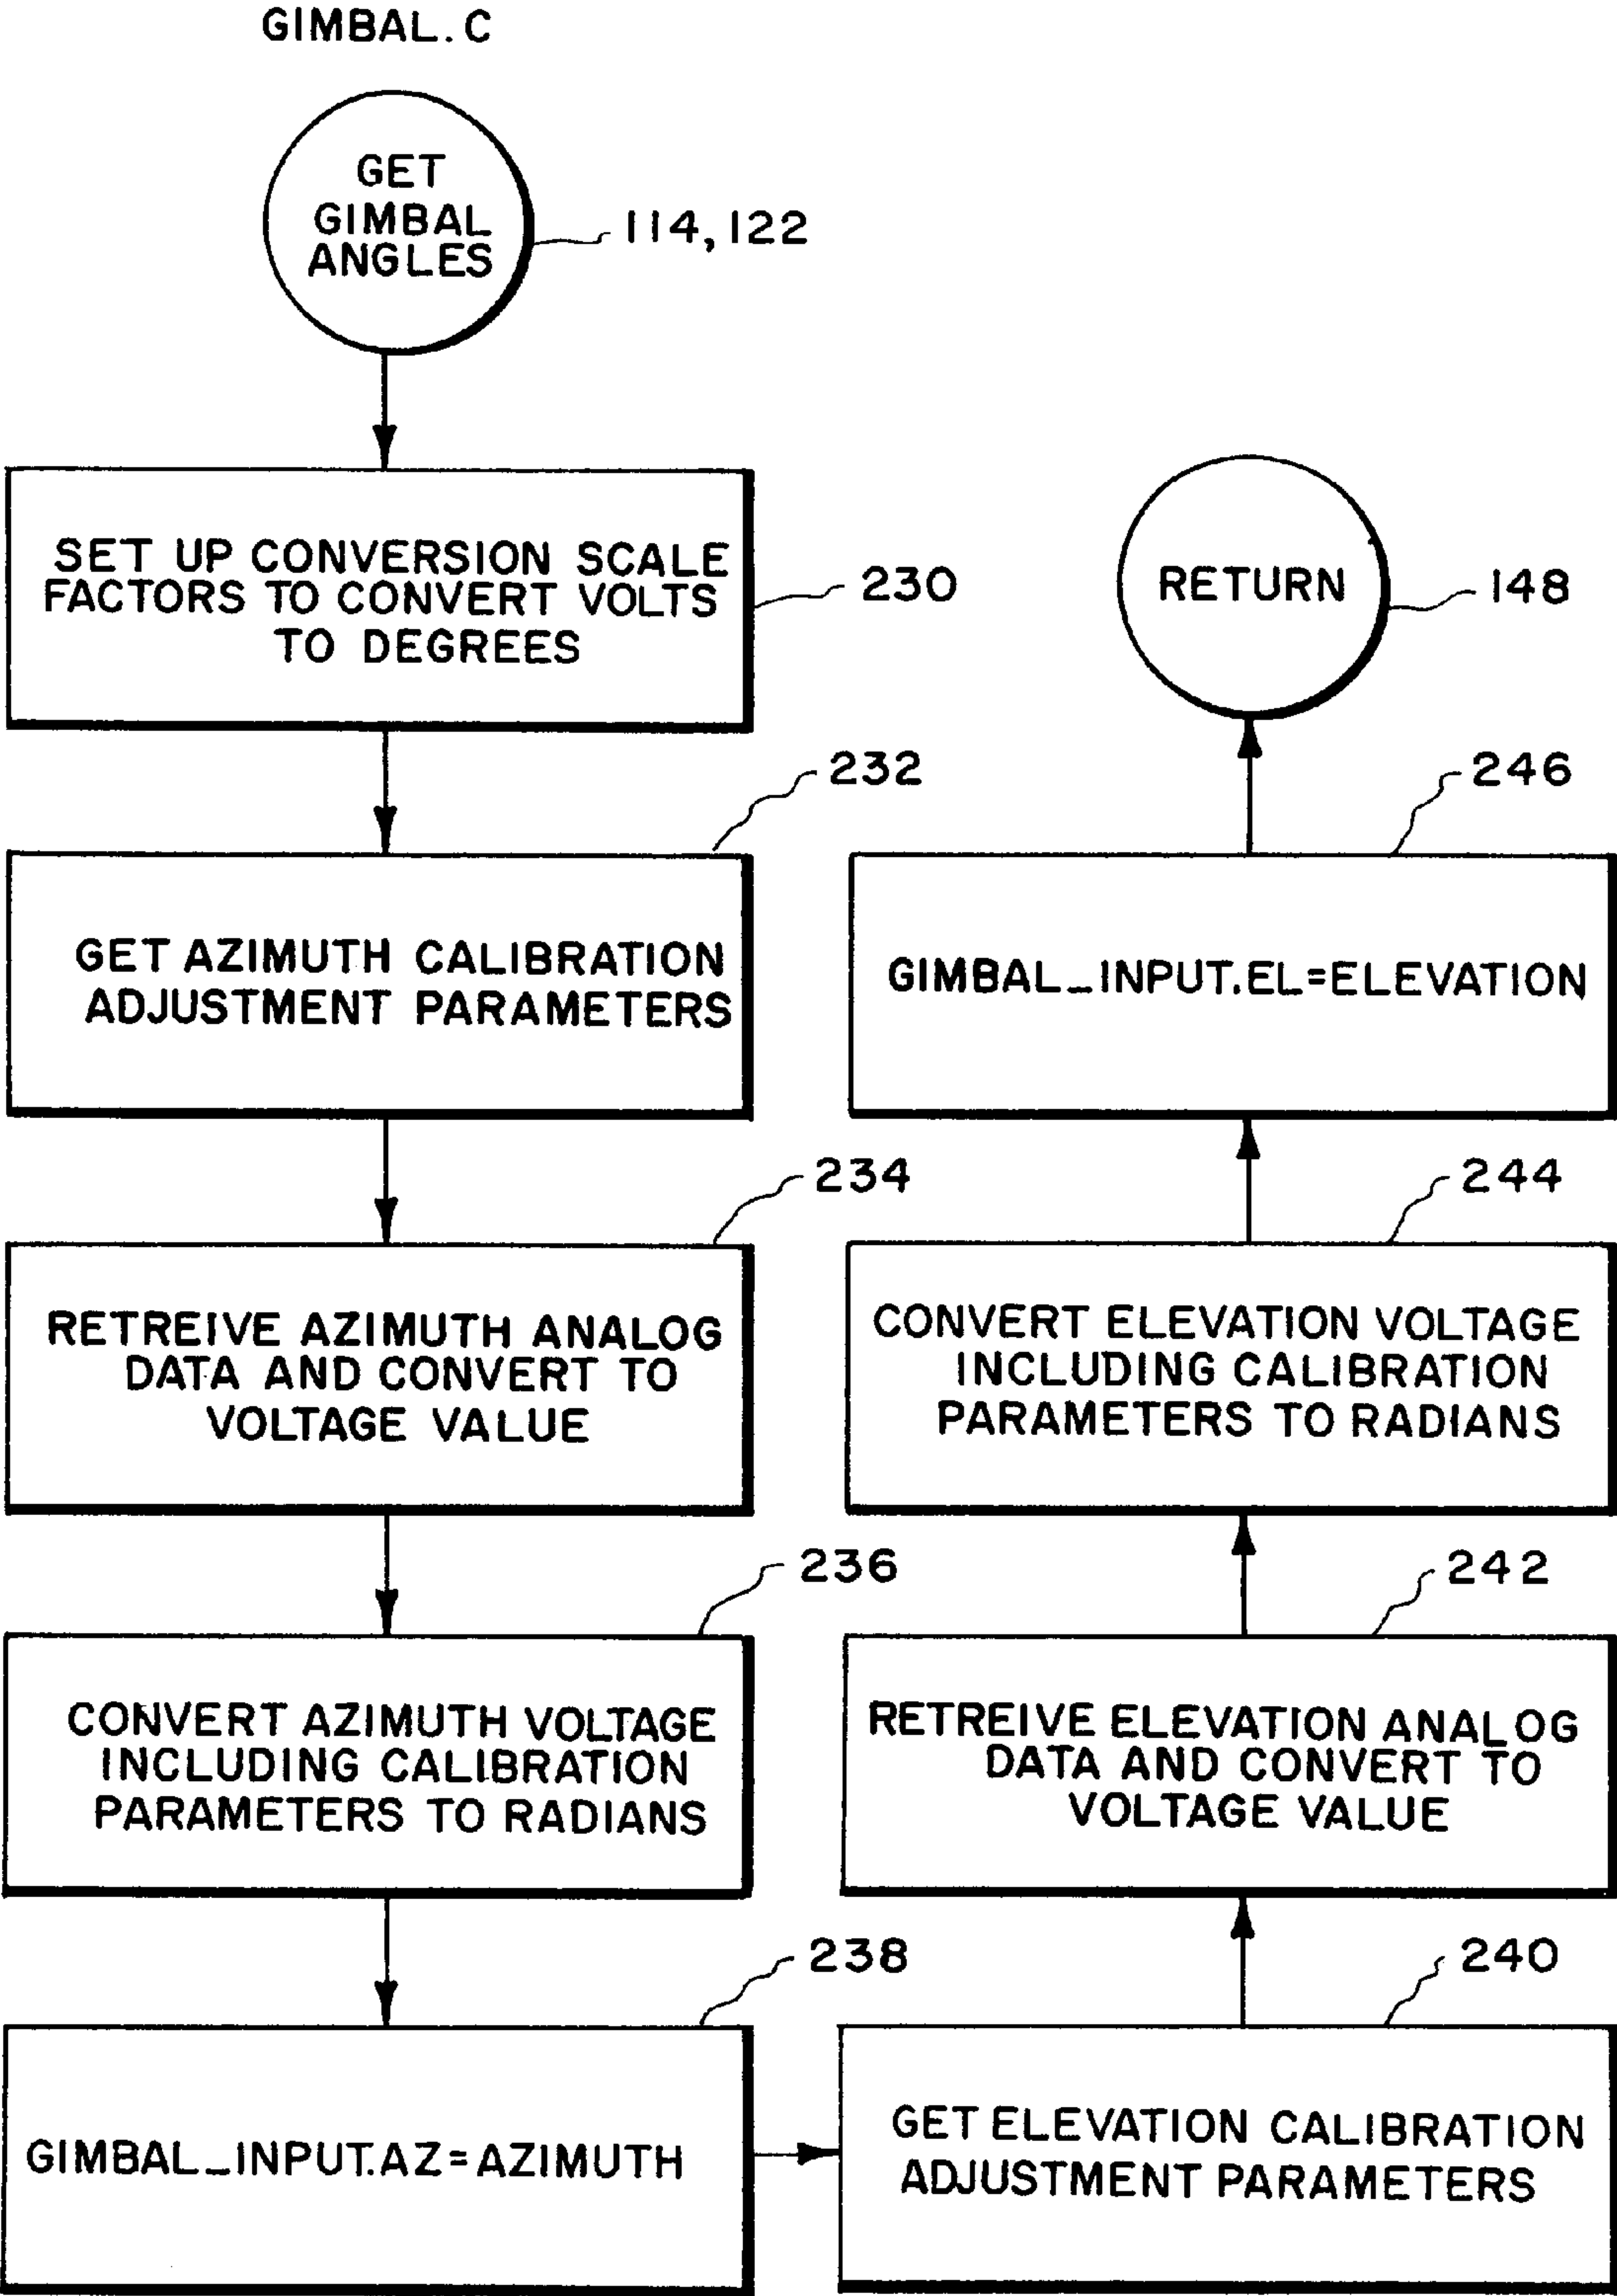 GIMBAL.C
GET
GIMBAL
ANGLES
114,122
SET UP CONVERSION SCALE
FACTORS TO CONVERT VOLTS
TO DEGREES
230
232
GET AZIMUTH CALIBRATION
ADJUSTMENT PARAMETERS
234
RETREIVE AZIMUTH ANALOG
DATA AND CONVERT TO
VOLTAGE VALUE
236
CONVERT AZIMUTH VOLTAGE
INCLUDING CALIBRATION
PARAMETERS TO RADIANS
238
GIMBAL_INPUT.AZ=AZIMUTH
240
GET ELEVATION CALIBRATION
ADJUSTMENT PARAMETERS
242
RETREIVE ELEVATION ANALOG
DATA AND CONVERT TO
VOLTAGE VALUE
244
CONVERT ELEVATION VOLTAGE
INCLUDING CALIBRATION
PARAMETERS TO RADIANS
246
GIMBAL_INPUT.EL=ELEVATION
RETURN
148